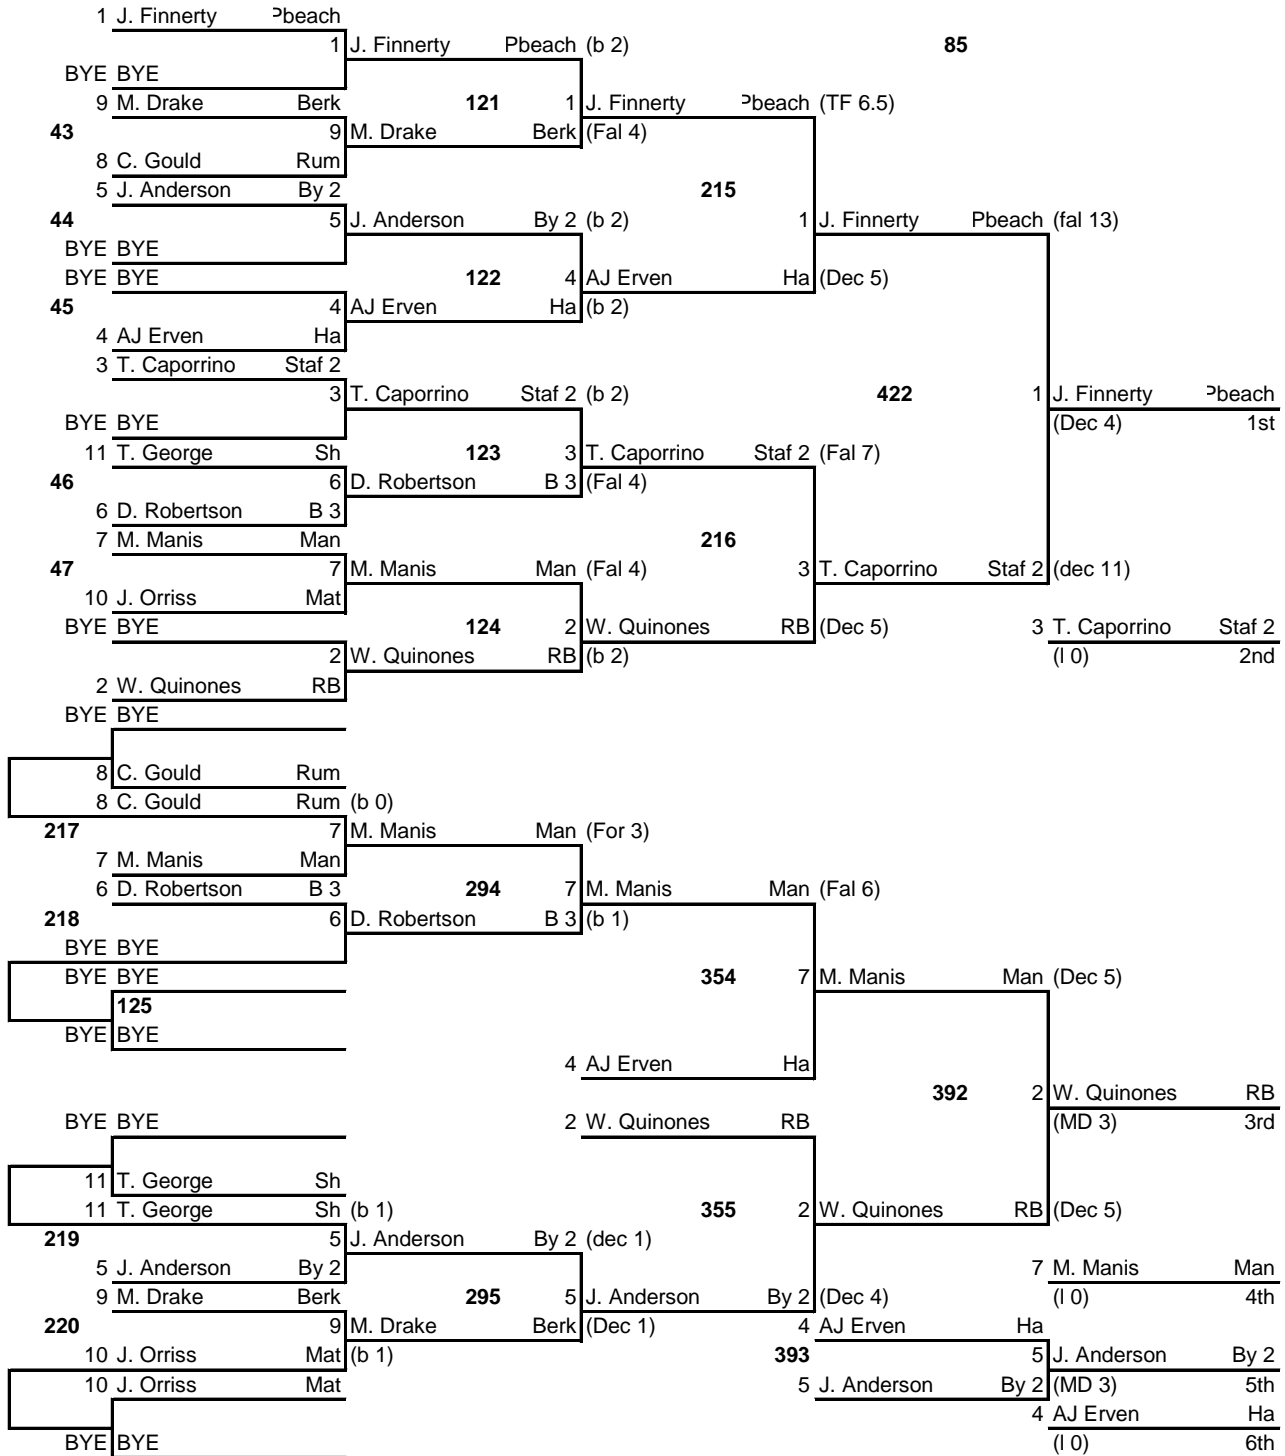 1 J. Finnerty Pbeach
1 J. Finnerty Pbeach (b 2) 85
BYE BYE
9 M. Drake Berk 121 1 J. Finnerty Pbeach (TF 6.5)
43 9 M. Drake Berk (Fal 4)
8 C. Gould Rum
5 J. Anderson By 2 215
44 5 J. Anderson By 2 (b 2) 1 J. Finnerty Pbeach (fal 13)
BYE BYE
BYE BYE 122 4 AJ Erven Ha (Dec 5)
45 4 AJ Erven Ha (b 2)
4 AJ Erven Ha
3 T. Caporrino Staf 2
3 T. Caporrino Staf 2 (b 2) 422 1 J. Finnerty Pbeach
BYE BYE (Dec 4) 1st
11 T. George Sh 123 3 T. Caporrino Staf 2 (Fal 7)
46 6 D. Robertson B 3 (Fal 4)
6 D. Robertson B 3
7 M. Manis Man 216
47 7 M. Manis Man (Fal 4) 3 T. Caporrino Staf 2 (dec 11)
10 J. Orriss Mat
BYE BYE 124 2 W. Quinones RB (Dec 5) 3 T. Caporrino Staf 2
2 W. Quinones RB (b 2) (l 0) 2nd
2 W. Quinones RB
BYE BYE
8 C. Gould Rum
8 C. Gould Rum (b 0)
217 7 M. Manis Man (For 3)
7 M. Manis Man
6 D. Robertson B 3 294 7 M. Manis Man (Fal 6)
218 6 D. Robertson B 3 (b 1)
BYE BYE
BYE BYE 354 7 M. Manis Man (Dec 5)
125
BYE BYE
4 AJ Erven Ha
392 2 W. Quinones RB
BYE BYE 2 W. Quinones RB (MD 3) 3rd
11 T. George Sh
11 T. George Sh (b 1) 355 2 W. Quinones RB (Dec 5)
219 5 J. Anderson By 2 (dec 1)
5 J. Anderson By 2 7 M. Manis Man
9 M. Drake Berk 295 5 J. Anderson By 2 (Dec 4) (l 0) 4th
220 9 M. Drake Berk (Dec 1) 4 AJ Erven Ha
10 J. Orriss Mat (b 1) 393 5 J. Anderson By 2
10 J. Orriss Mat 5 J. Anderson By 2 (MD 3) 5th
4 AJ Erven Ha
BYE BYE (l 0) 6th